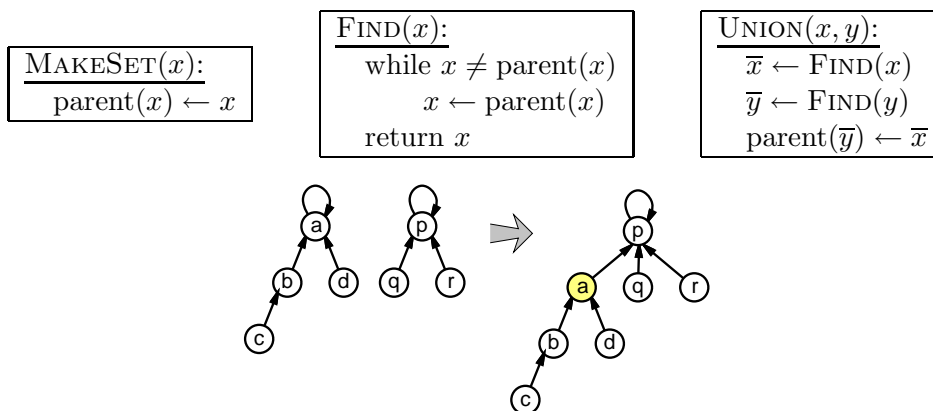 MAKESET(x):
parent(x) ← x
FIND(x):
while x ≠ parent(x)
x ← parent(x)
return x
UNION(x, y):
x̅ ← FIND(x)
y̅ ← FIND(y)
parent(y̅) ← x̅
a
p
b
d
q
r
c
p
a
q
r
b
d
c